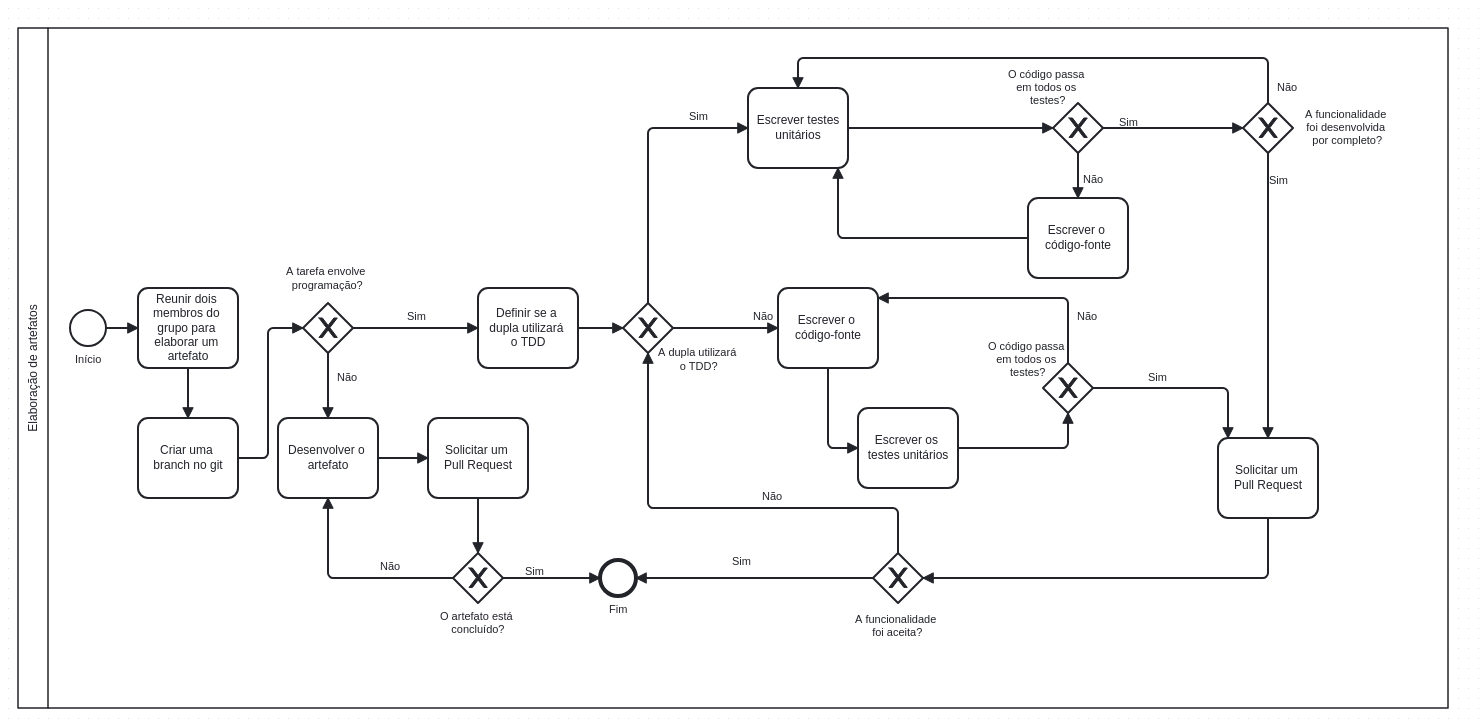 Elaboração de artefatos
Início
Reunir dois
membros do
grupo para
elaborar um
artefato
Criar uma
branch no git
A tarefa envolve
programação?
Sim
Não
Desenvolver o
artefato
Solicitar um
Pull Request
Não
Sim
O artefato está
concluído?
Fim
Definir se a
dupla utilizará
o TDD
A dupla utilizará
o TDD?
Sim
Escrever testes
unitários
O código passa
em todos os
testes?
Sim
Não
Escrever o
código-fonte
Não
A funcionalidade
foi desenvolvida
por completo?
Sim
Não
Escrever o
código-fonte
Escrever os
testes unitários
O código passa
em todos os
testes?
Não
Sim
Solicitar um
Pull Request
Não
Sim
A funcionalidade
foi aceita?